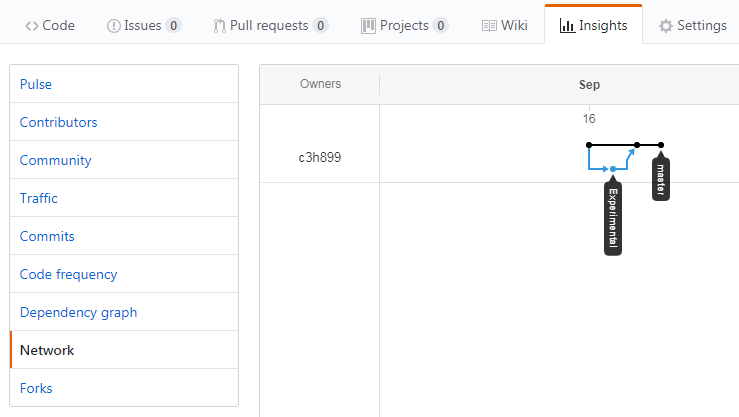 Code Issues 0 Pull requests 0 Projects 0 Wiki Insights Settings
Pulse
Contributors
Community
Traffic
Commits
Code frequency
Dependency graph
Network
Forks
Owners Sep
16
c3h899
master
Experimental